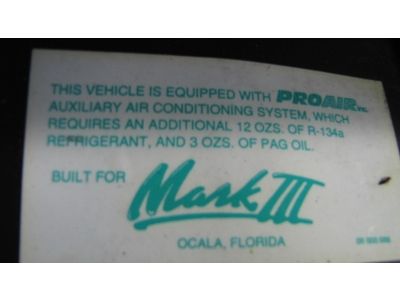 THIS VEHICLE IS EQUIPPED WITH PROAIR INC.
AUXILIARY AIR CONDITIONING SYSTEM, WHICH
REQUIRES AN ADDITIONAL 12 OZS. OF R-134a
REFRIGERANT, AND 3 OZS. OF PAG OIL.
BUILT FOR
Mark III
OCALA, FLORIDA